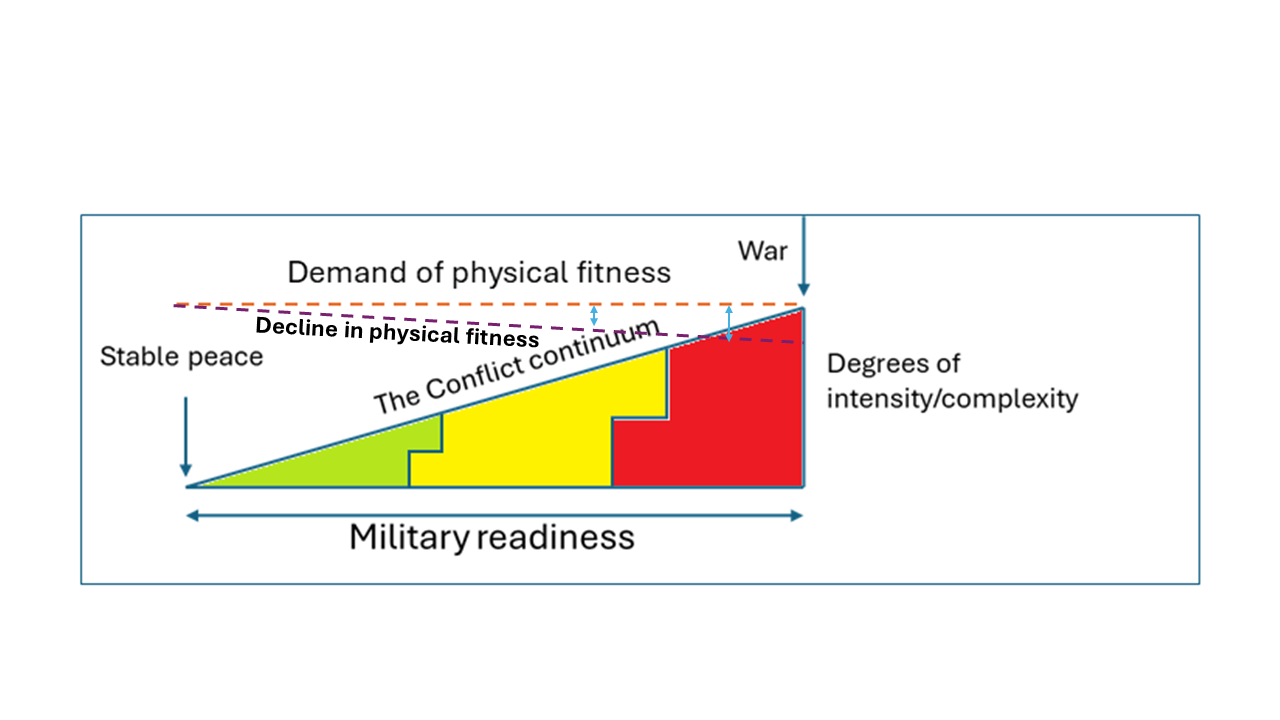 War
Demand of physical fitness
Decline in physical fitness
Stable peace
The Conflict continuum
Degrees of
intensity/complexity
Military readiness